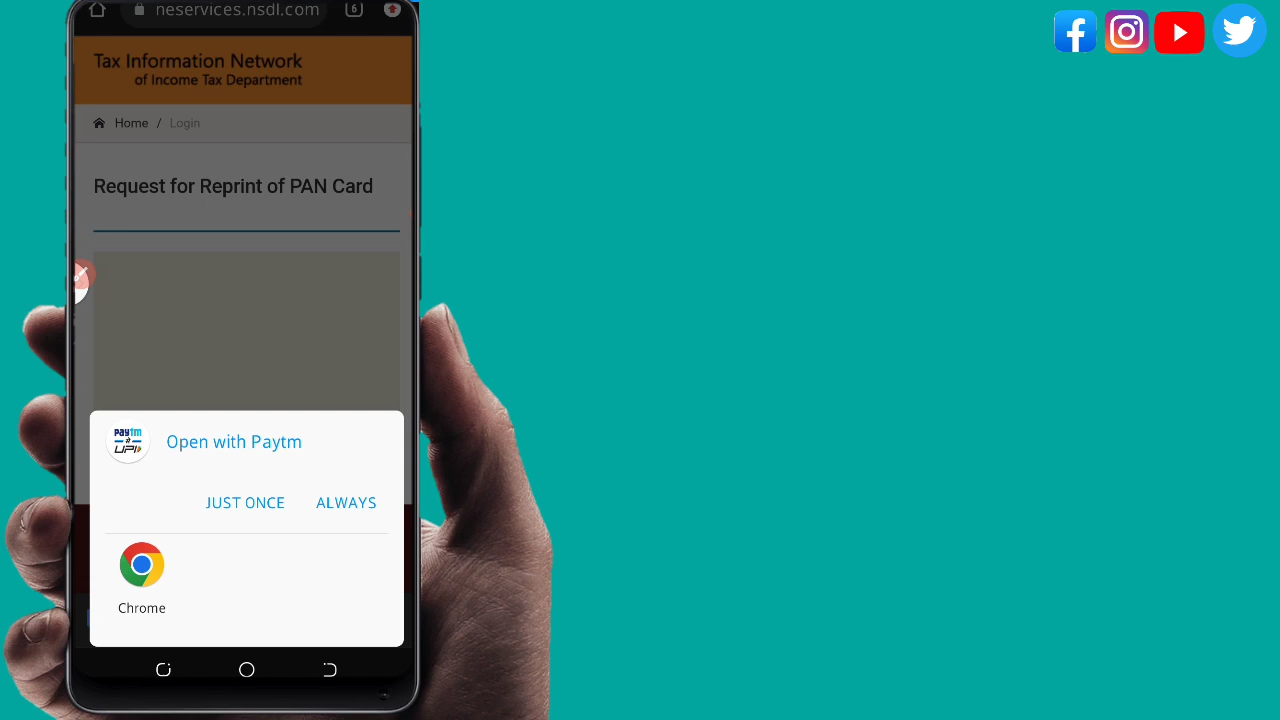 neservices.nsdl.com
6
Tax Information Network
of Income Tax Department
Home / Login
Request for Reprint of PAN Card
Paytm
UPI
Open with Paytm
JUST ONCE ALWAYS
Chrome